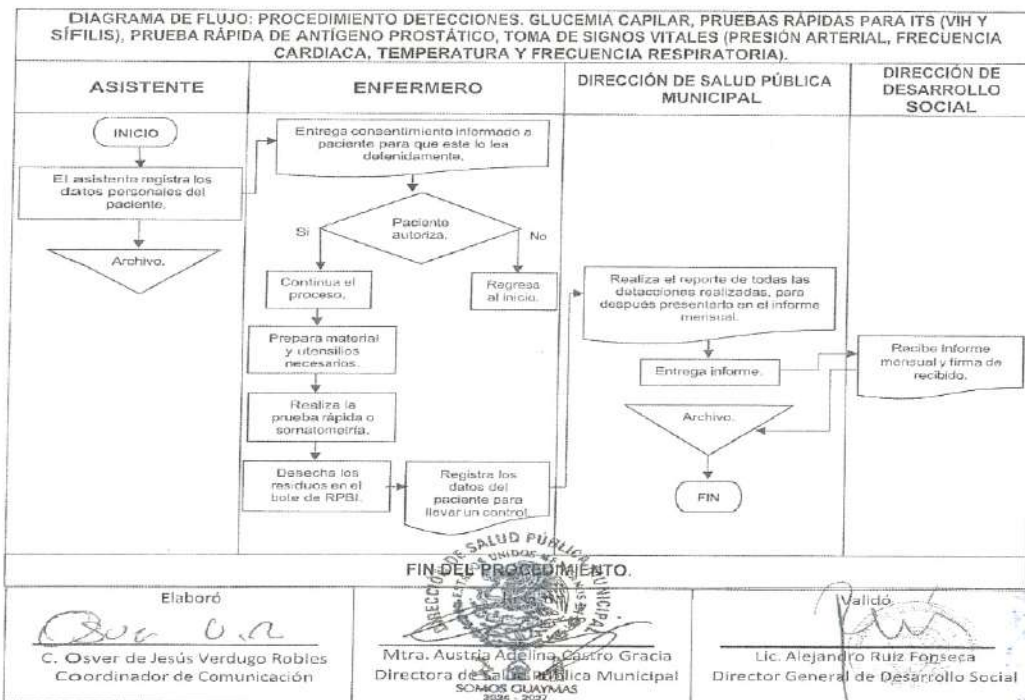 DIAGRAMA DE FLUJO: PROCEDIMIENTO DETECCIONES. GLUCEMIA CAPILAR, PRUEBAS RÁPIDAS PARA ITS (VIH Y
SÍFILIS), PRUEBA RÁPIDA DE ANTÍGENO PROSTÁTICO, TOMA DE SIGNOS VITALES (PRESIÓN ARTERIAL, FRECUENCIA
CARDIACA, TEMPERATURA Y FRECUENCIA RESPIRATORIA).
ASISTENTE
INICIO
El asistente registra los
datos personales del
paciente.
Archivo.
ENFERMERO
Entrega consentimiento informado a
paciente para que este lo lea
detenidamente.
Paciente
autoriza.
Si
No
Continua el
proceso.
Regresa
al inicio.
Prepara material
y utensilios
necesarios.
Realiza la
prueba rápida o
somatometría.
Desecha los
residuos en el
bote de RPBI.
Registra los
datos del
paciente para
llevar un control.
DIRECCIÓN DE SALUD PÚBLICA
MUNICIPAL
Realiza el reporte de todas las
detecciones realizadas, para
después presentarlo en el informe
mensual.
Entrega informe.
Archivo.
FIN
DIRECCIÓN DE
DESARROLLO
SOCIAL
Recibe informe
mensual y firma de
recibido.
FIN DEL PROCEDIMIENTO.
Elaboró
C. Osver de Jesús Verdugo Robles
Coordinador de Comunicación
DIRECCIÓN DE SALUD PÚBLICA MUNICIPAL
Mtra. Austria Adelina Castro Gracia
Directora de Salud Pública Municipal
SOMOS GUAYMAS
Validó
Lic. Alejandro Ruiz Fonseca
Director General de Desarrollo Social